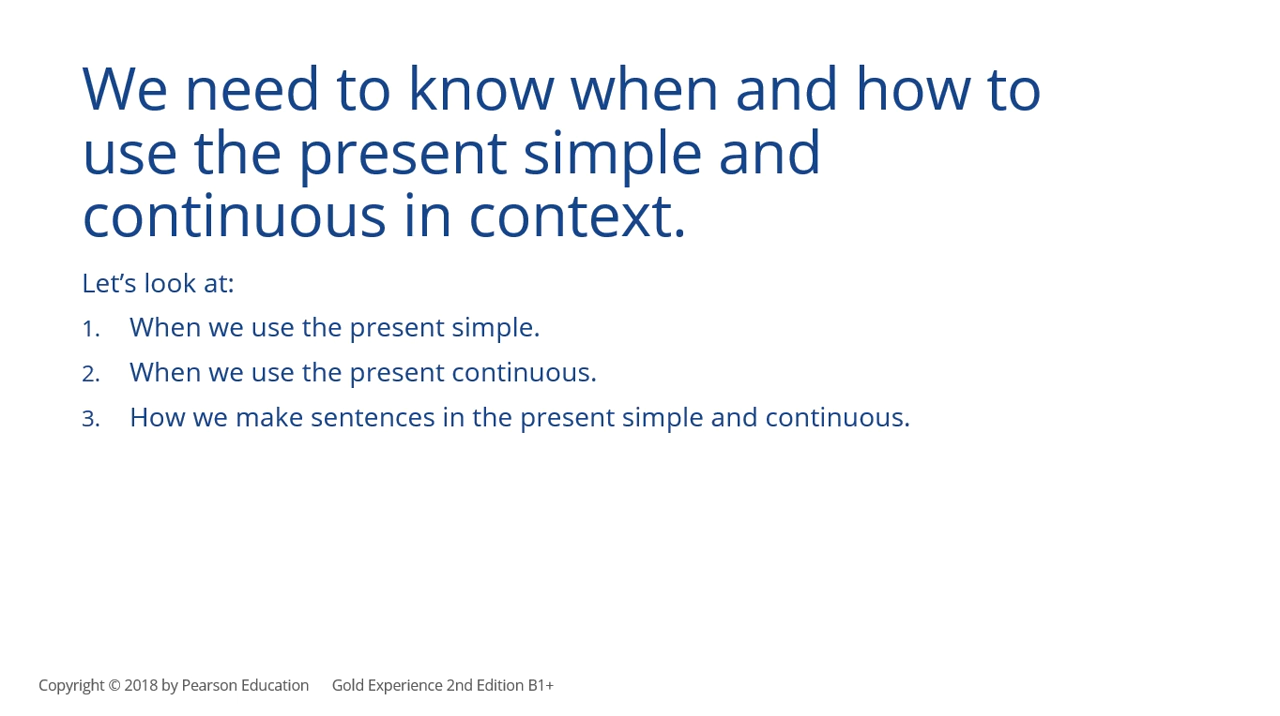 We need to know when and how to
use the present simple and
continuous in context.
Let’s look at:
1. When we use the present simple.
2. When we use the present continuous.
3. How we make sentences in the present simple and continuous.
Copyright © 2018 by Pearson Education Gold Experience 2nd Edition B1+